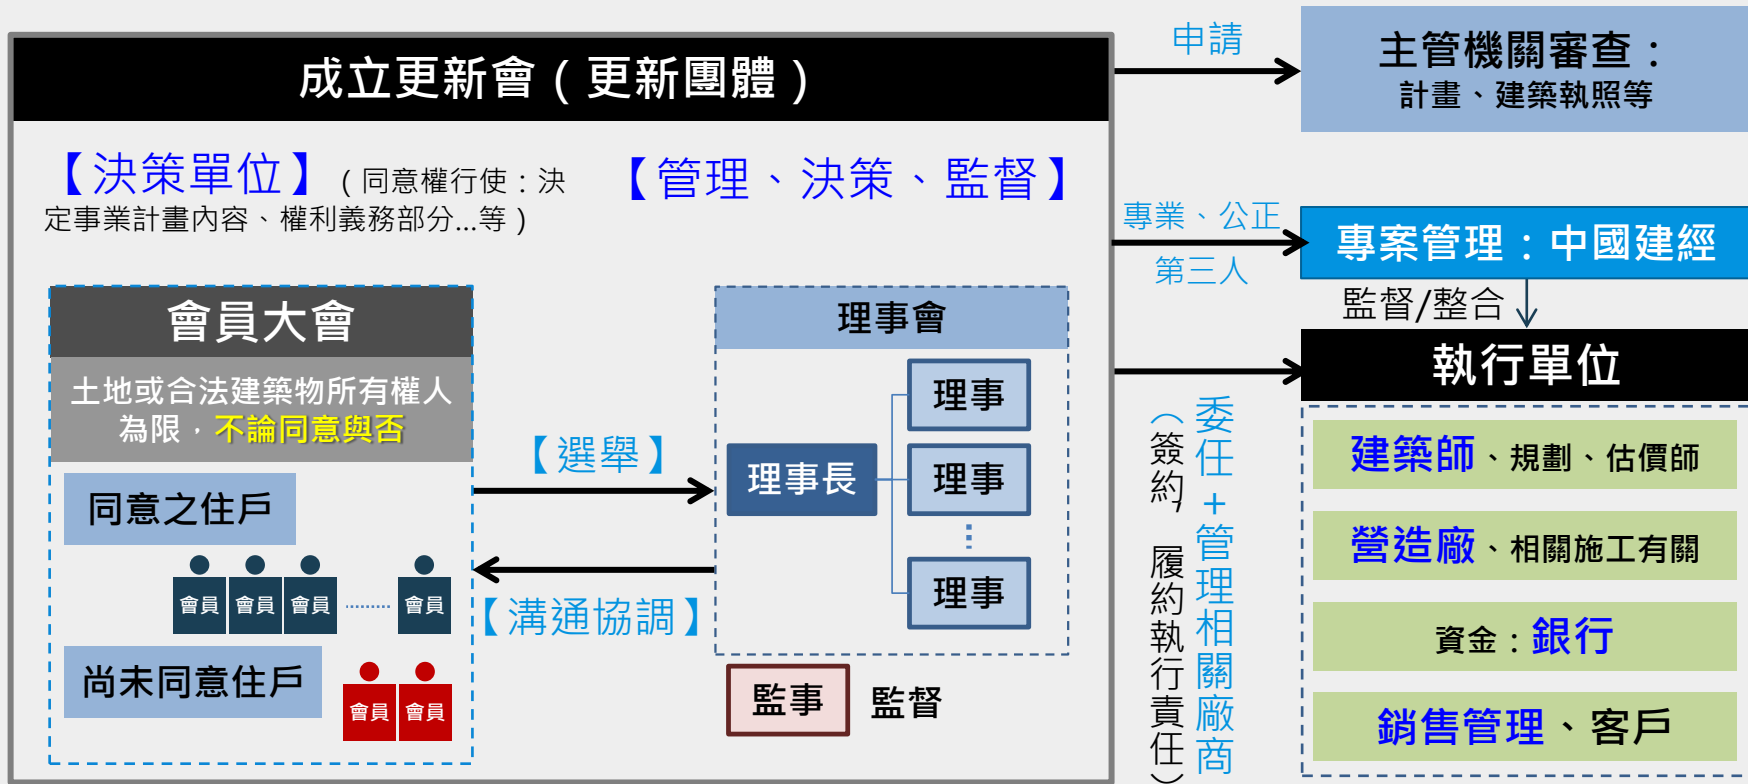 成立更新會（更新團體）
【決策單位】（同意權行使：決
定事業計畫內容、權利義務部分...等）
【管理、決策、監督】
會員大會
土地或合法建築物所有權人
為限，不論同意與否
同意之住戶
會員 會員 會員 ......... 會員
尚未同意住戶
會員 會員
【選舉】
【溝通協調】
理事會
理事長
理事
理事
⋮
理事
監事 監督
申請
主管機關審查：
計畫、建築執照等
專業、公正
第三人
專案管理：中國建經
監督/整合
執行單位
委任+管理相關廠商
（簽約，履約執行責任）
建築師、規劃、估價師
營造廠、相關施工有關
資金：銀行
銷售管理、客戶